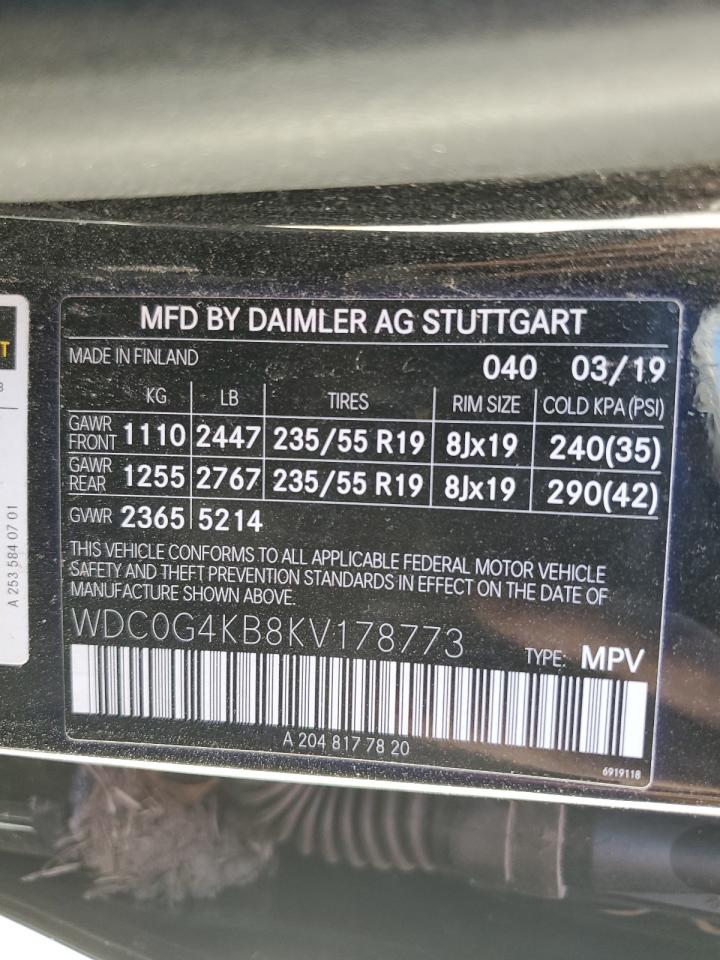 MFD BY DAIMLER AG STUTTGART
MADE IN FINLAND 040 03/19
KG LB TIRES RIM SIZE COLD KPA (PSI)
GAWR FRONT 1110 2447 235/55 R19 8Jx19 240(35)
GAWR REAR 1255 2767 235/55 R19 8Jx19 290(42)
GVWR 2365 5214
THIS VEHICLE CONFORMS TO ALL APPLICABLE FEDERAL MOTOR VEHICLE
SAFETY AND THEFT PREVENTION STANDARDS IN EFFECT ON THE DATE OF
MANUFACTURE SHOWN ABOVE.
WDC0G4KB8KV178773 TYPE: MPV
A 204 817 78 20
6919118
A 253 584 07 01